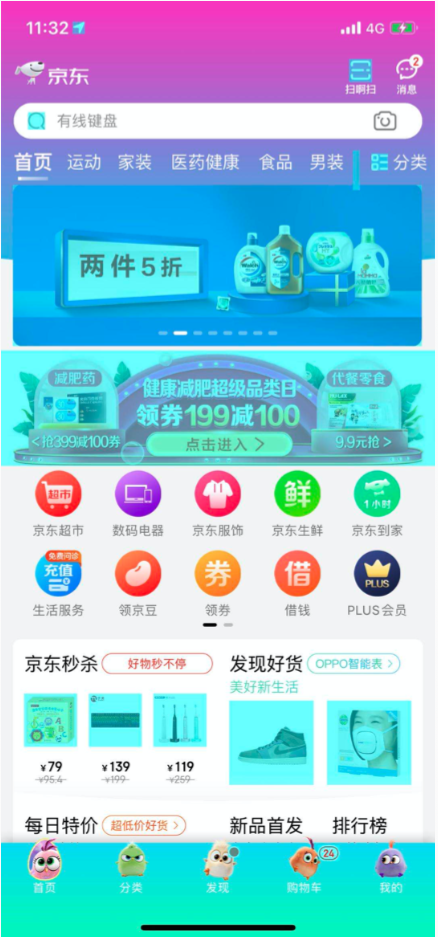 11:32 4G
京东
扫啊扫 消息 2
有线键盘
首页 运动 家装 医药健康 食品 男装 分类
两件5折
减肥药 健康减肥超级品类日 代餐零食
领券199减100
<抢399减100券 点击进入 > 9.9元抢 >
超市 鲜 1小时
京东超市 数码电器 京东服饰 京东生鲜 京东到家
免费问诊
充值 券 借 PLUS
生活服务 领京豆 领券 借钱 PLUS会员
京东秒杀 好物秒不停 发现好货 OPPO智能表 >
美好新生活
¥79 ¥139 ¥119
¥95.4 ¥199 ¥259
每日特价 超低价好货 > 新品首发 排行榜
24
首页 分类 发现 购物车 我的